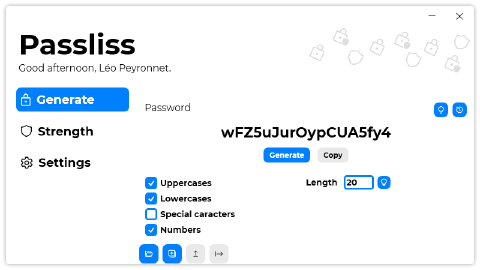 Passliss
Good afternoon, Léo Peyronnet.
Generate
Strength
Settings
Password
wFZ5uJurOypCUA5fy4
Generate
Copy
Uppercases
Lowercases
Special caracters
Numbers
Length
20